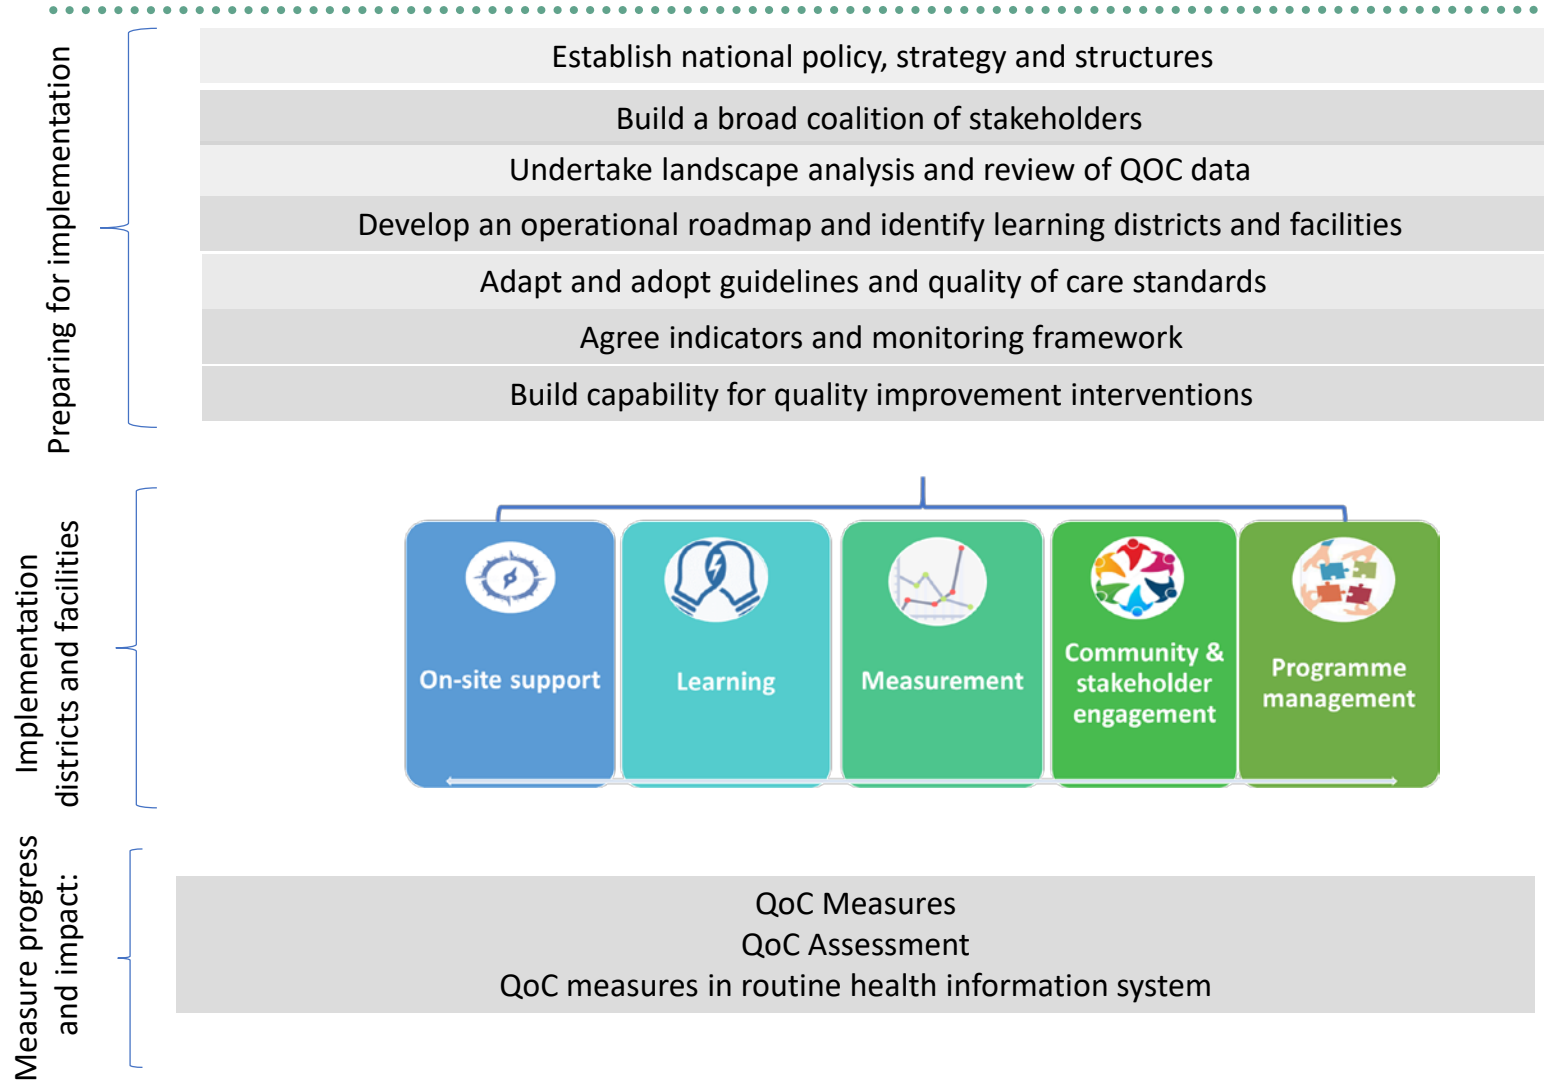 Preparing for implementation
Establish national policy, strategy and structures
Build a broad coalition of stakeholders
Undertake landscape analysis and review of QOC data
Develop an operational roadmap and identify learning districts and facilities
Adapt and adopt guidelines and quality of care standards
Agree indicators and monitoring framework
Build capability for quality improvement interventions
Implementation
districts and facilities
On-site support
Learning
Measurement
Community &
stakeholder
engagement
Programme
management
Measure progress
and impact:
QoC Measures
QoC Assessment
QoC measures in routine health information system